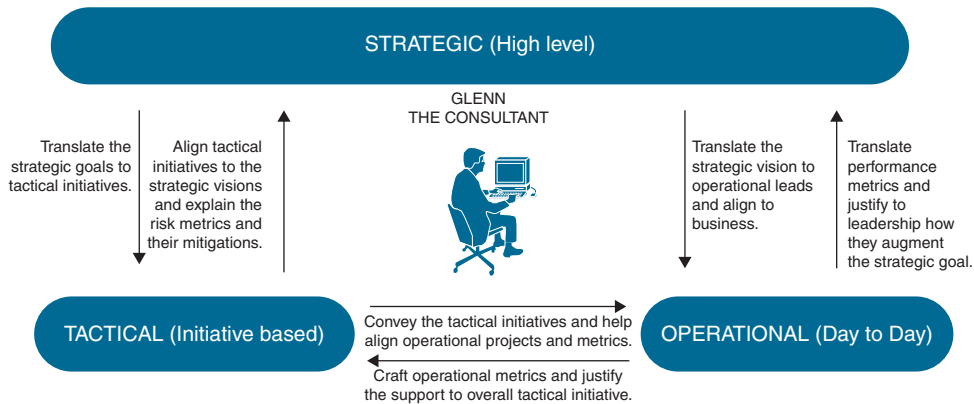 STRATEGIC (High level)
GLENN
THE CONSULTANT
Translate the
strategic goals to
tactical initiatives.
Align tactical
initiatives to the
strategic visions
and explain the
risk metrics and
their mitigations.
Translate the
strategic vision to
operational leads
and align to
business.
Translate
performance
metrics and
justify to
leadership how
they augment
the strategic goal.
TACTICAL (Initiative based)
Convey the tactical initiatives and help
align operational projects and metrics.
Craft operational metrics and justify
the support to overall tactical initiative.
OPERATIONAL (Day to Day)